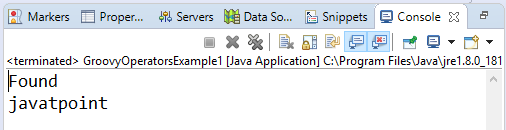 Markers Proper... Servers Data So... Snippets Console
<terminated> GroovyOperatorsExample1 [Java Application] C:\Program Files\Java\jre1.8.0_181
Found
javatpoint